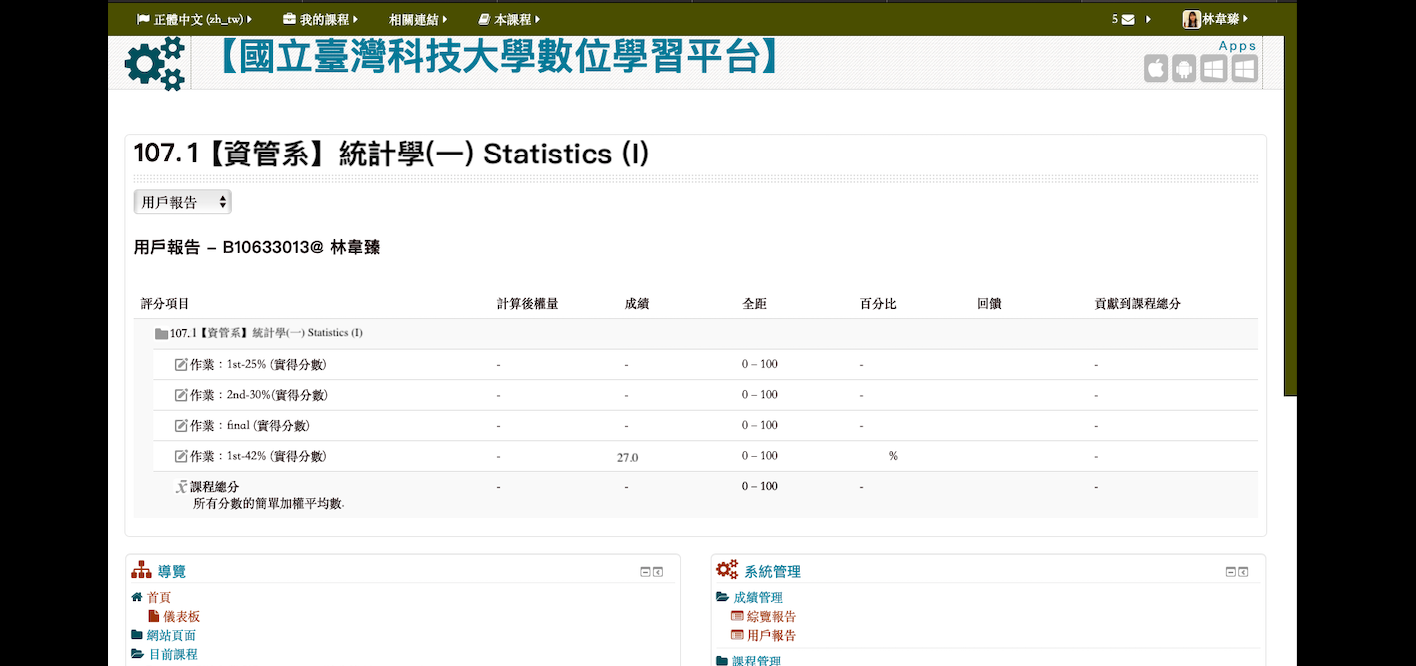 正體中文 (zh_tw) 我的課程 相關連結 本課程 5 林韋臻
【國立臺灣科技大學數位學習平台】
Apps
107.1【資管系】統計學(一) Statistics (I)
用戶報告
用戶報告 – B10633013@ 林韋臻
評分項目 計算後權量 成績 全距 百分比 回饋 貢獻到課程總分
107.1【資管系】統計學(一) Statistics (I)
作業：1st-25% (實得分數) - - 0 – 100 - -
作業：2nd-30%(實得分數) - - 0 – 100 - -
作業：final (實得分數) - - 0 – 100 - -
作業：1st-42% (實得分數) - 27.0 0 – 100 % -
x̄ 課程總分 - - 0 – 100 - -
所有分數的簡單加權平均數.
導覽
首頁
儀表板
網站頁面
目前課程
系統管理
成績管理
綜覽報告
用戶報告
課程管理